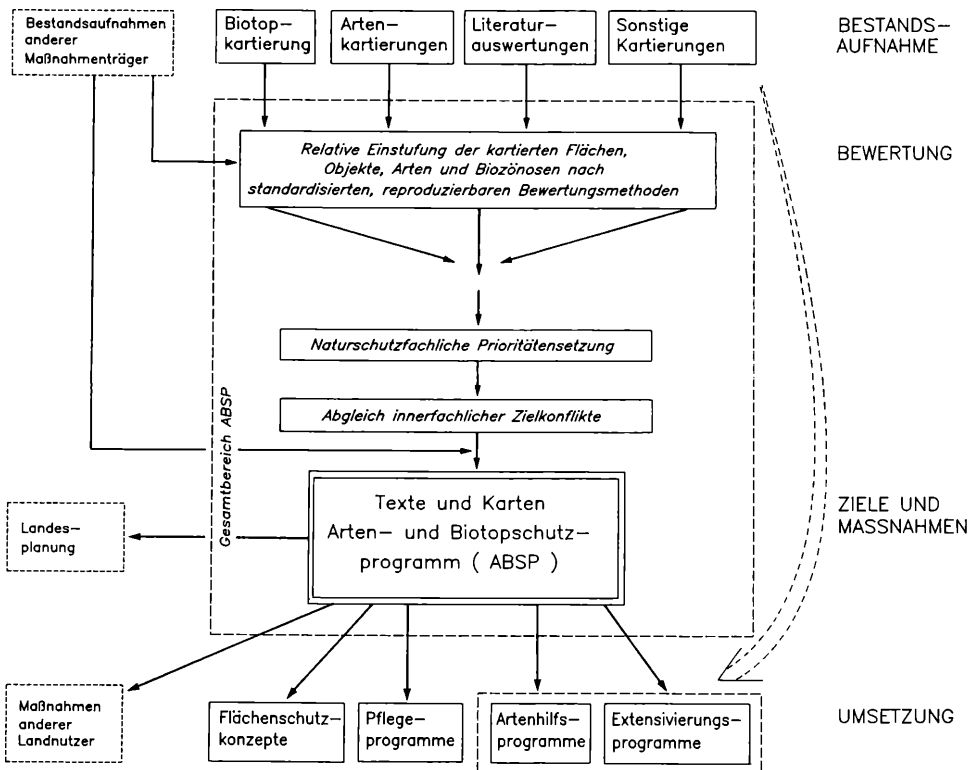 Bestandsaufnahmen
anderer
Maßnahmenträger
Biotop-
kartierung
Arten-
kartierungen
Literatur-
auswertungen
Sonstige
Kartierungen
BESTANDS-
AUFNAHME
Relative Einstufung der kartierten Flächen,
Objekte, Arten und Biozönosen nach
standardisierten, reproduzierbaren Bewertungsmethoden
BEWERTUNG
Naturschutzfachliche Prioritätensetzung
Abgleich innerfachlicher Zielkonflikte
Gesamtbereich ABSP
Landes-
planung
Texte und Karten
Arten- und Biotopschutz-
programm ( ABSP )
ZIELE UND
MASSNAHMEN
Maßnahmen
anderer
Landnutzer
Flächenschutz-
konzepte
Pflege-
programme
Artenhilfs-
programme
Extensivierungs-
programme
UMSETZUNG